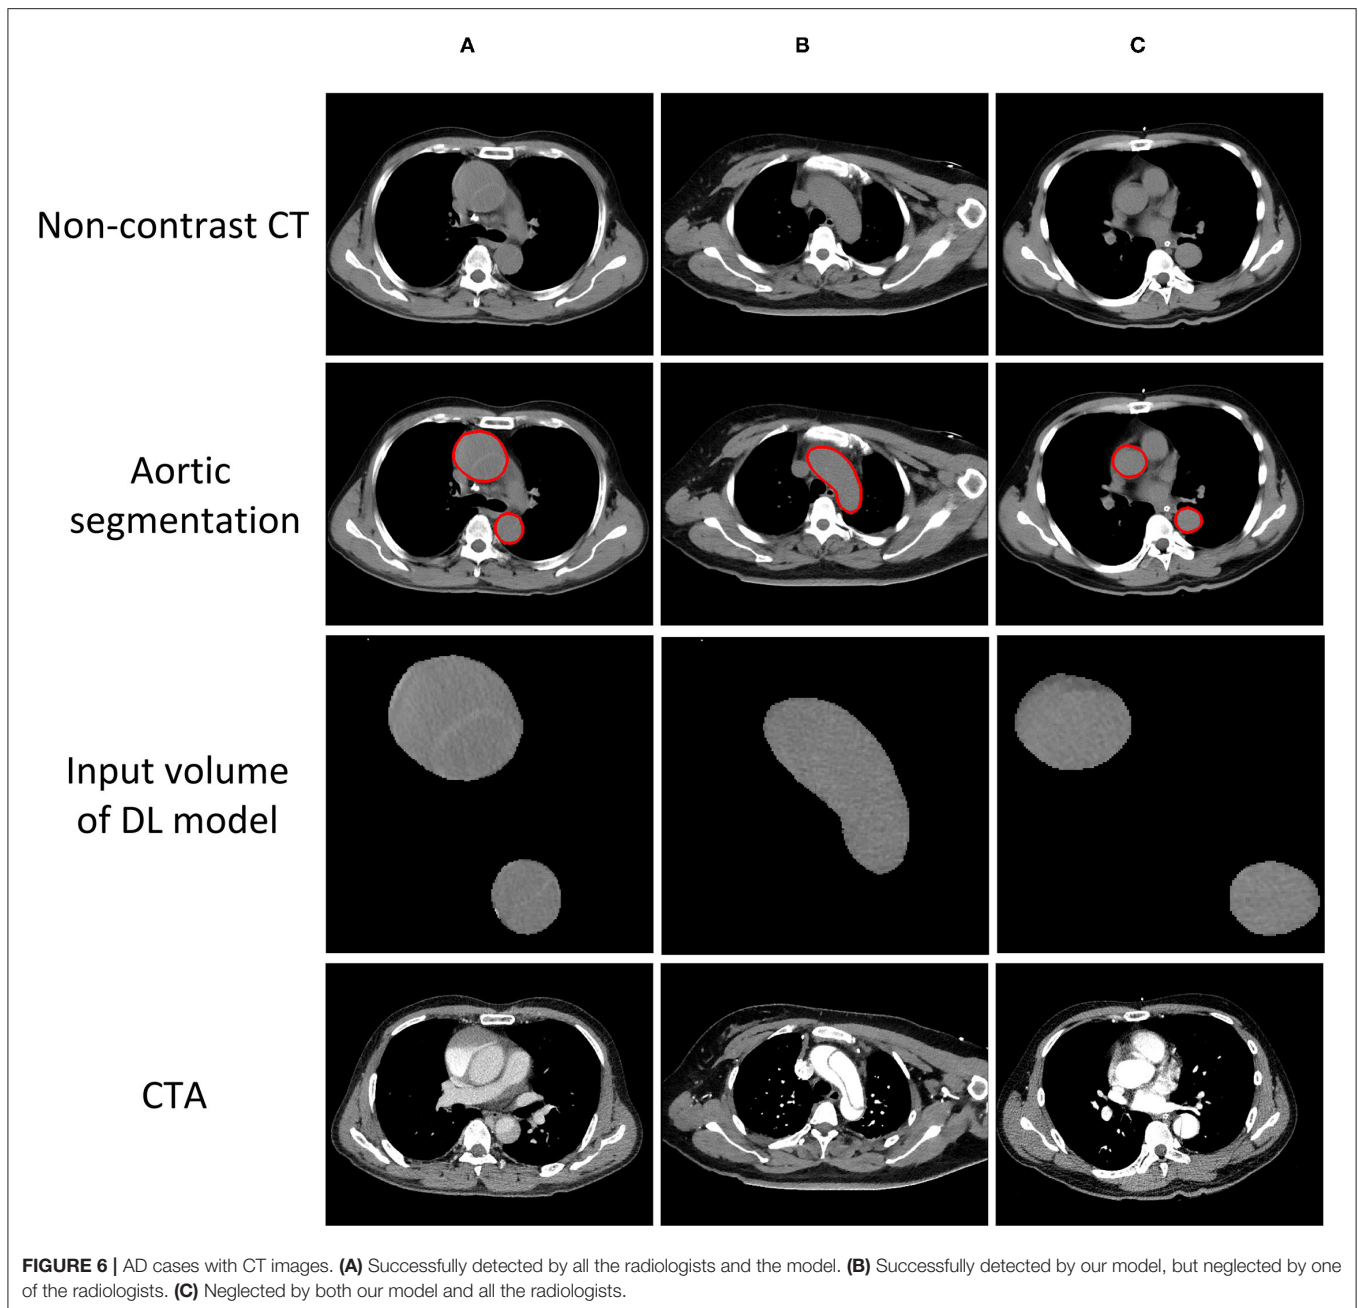 A B C
Non-contrast CT
Aortic
segmentation
Input volume
of DL model
CTA
FIGURE 6 | AD cases with CT images. (A) Successfully detected by all the radiologists and the model. (B) Successfully detected by our model, but neglected by one
of the radiologists. (C) Neglected by both our model and all the radiologists.